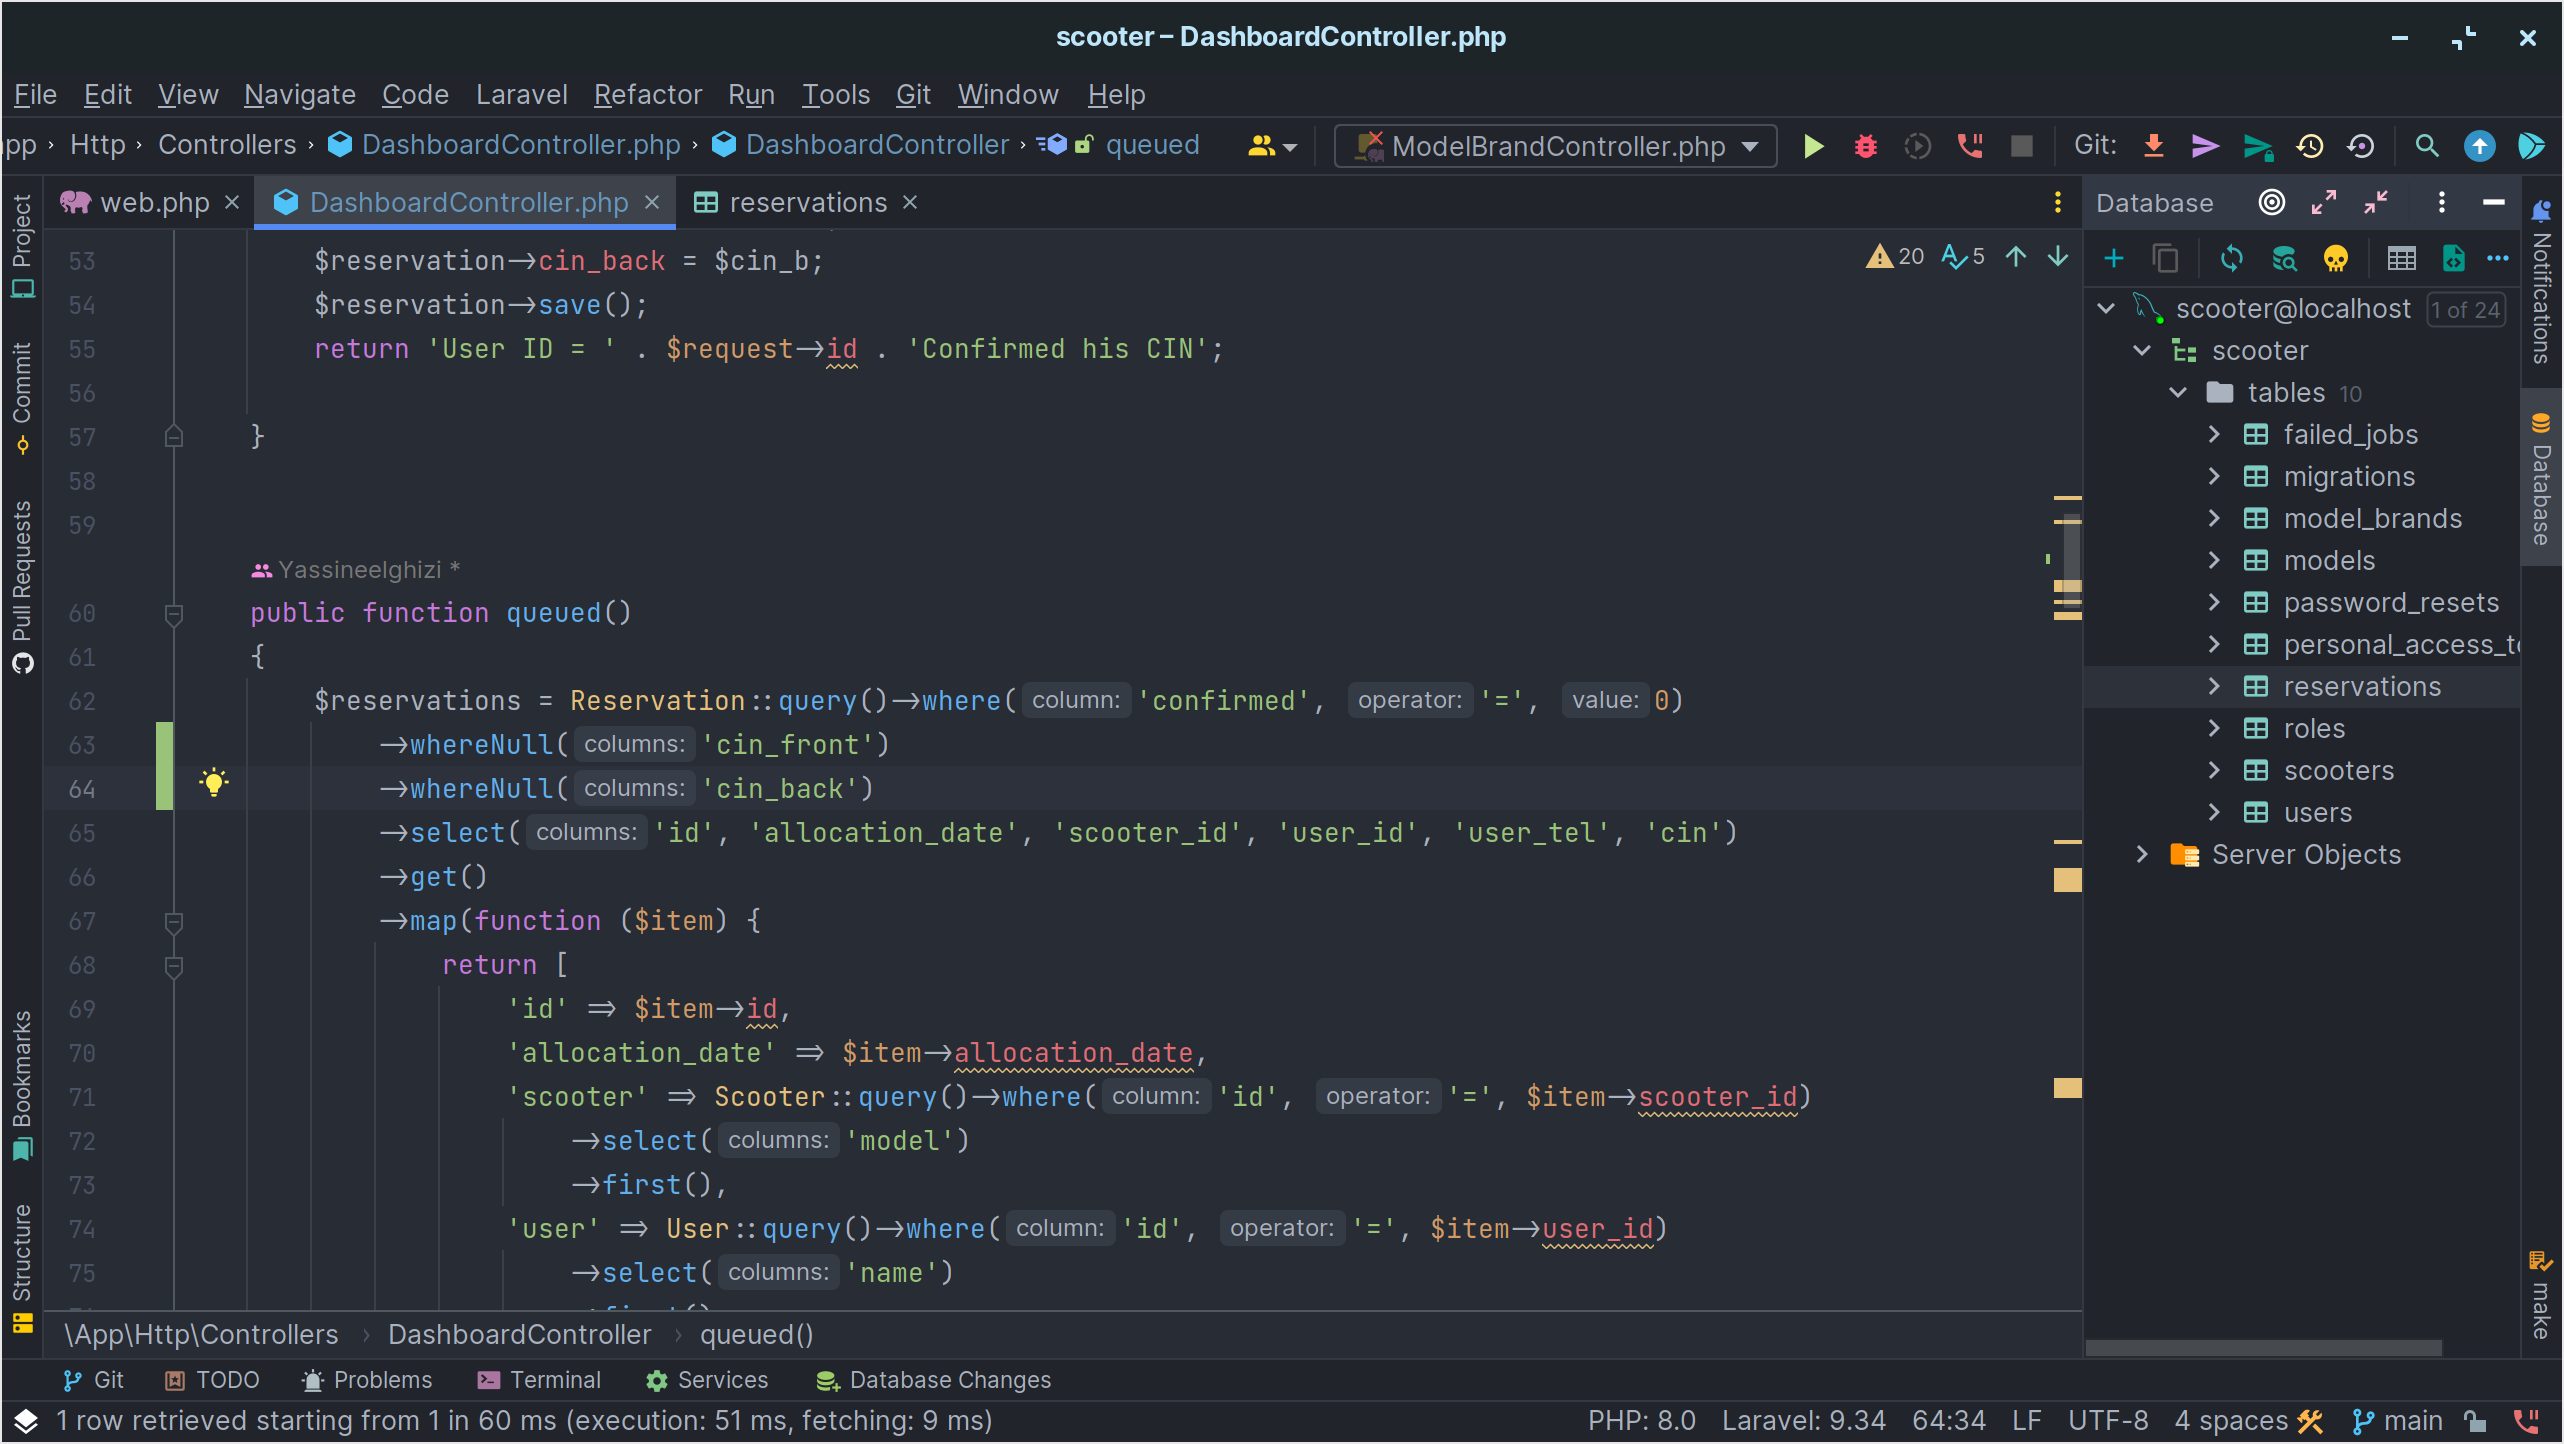 scooter – DashboardController.php
File Edit View Navigate Code Laravel Refactor Run Tools Git Window Help
Http › Controllers › DashboardController.php › DashboardController › queued
ModelBrandController.php
Git:
web.php DashboardController.php reservations
Database
Project
Commit
Pull Requests
Bookmarks
Structure
20 5
53 $reservation->cin_back = $cin_b;
54 $reservation->save();
55 return 'User ID = ' . $request->id . 'Confirmed his CIN';
56
57 }
58
59
Yassineelghizi *
60 public function queued()
61 {
62 $reservations = Reservation::query()->where( column: 'confirmed', operator: '=', value: 0)
63 ->whereNull( columns: 'cin_front')
64 ->whereNull( columns: 'cin_back')
65 ->select( columns: 'id', 'allocation_date', 'scooter_id', 'user_id', 'user_tel', 'cin')
66 ->get()
67 ->map(function ($item) {
68 return [
69 'id' => $item->id,
70 'allocation_date' => $item->allocation_date,
71 'scooter' => Scooter::query()->where( column: 'id', operator: '=', $item->scooter_id)
72 ->select( columns: 'model')
73 ->first(),
74 'user' => User::query()->where( column: 'id', operator: '=', $item->user_id)
75 ->select( columns: 'name')
scooter@localhost 1 of 24
scooter
tables 10
failed_jobs
migrations
model_brands
models
password_resets
personal_access_t
reservations
roles
scooters
users
Server Objects
Notifications
Database
make
\App\Http\Controllers › DashboardController › queued()
Git TODO Problems Terminal Services Database Changes
1 row retrieved starting from 1 in 60 ms (execution: 51 ms, fetching: 9 ms)
PHP: 8.0 Laravel: 9.34 64:34 LF UTF-8 4 spaces main